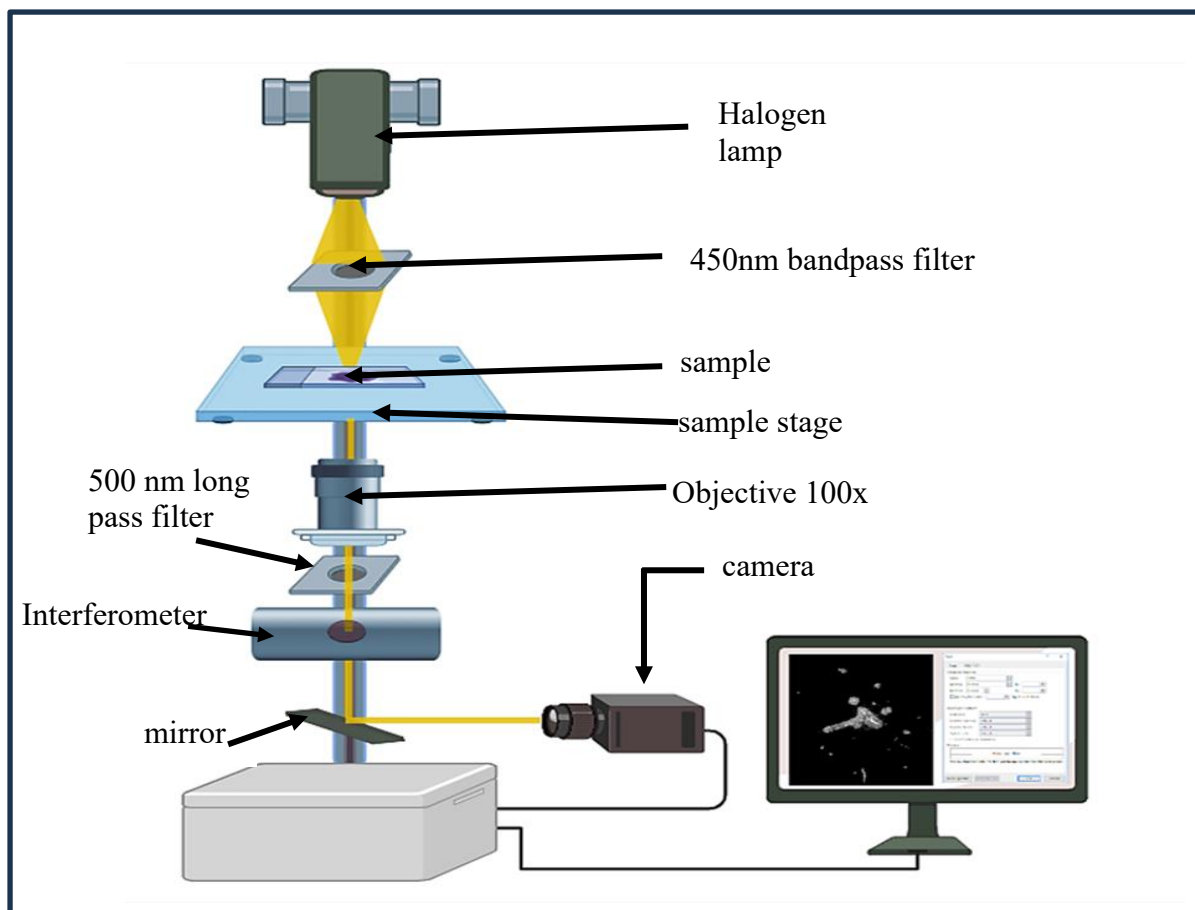 Halogen
lamp
450nm bandpass filter
sample
sample stage
500 nm long
pass filter
Objective 100x
camera
Interferometer
mirror